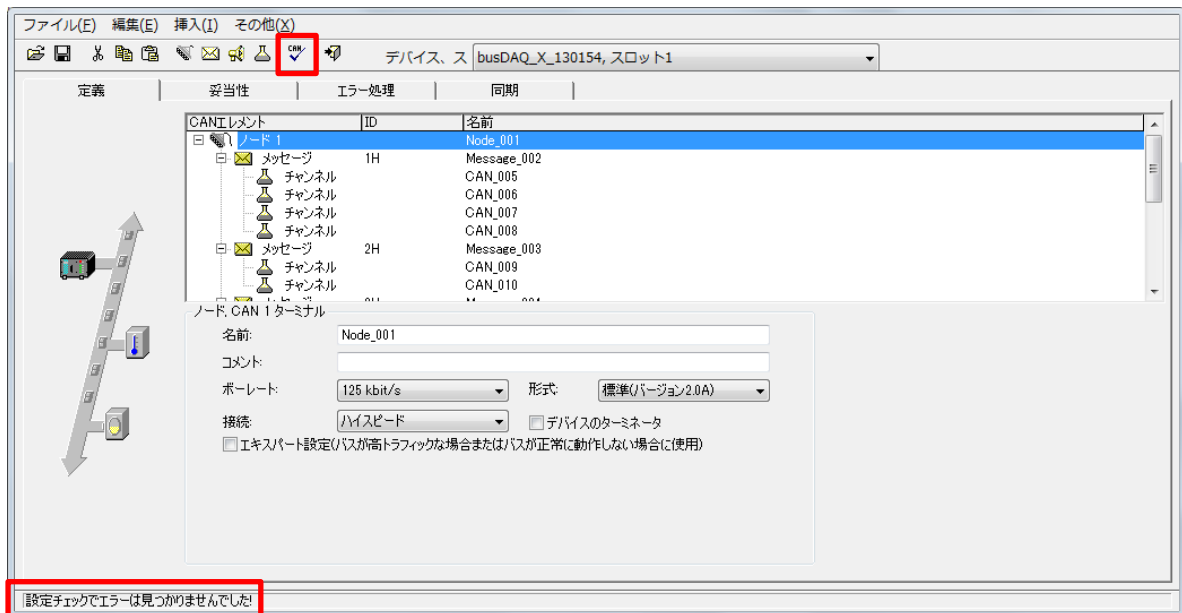 ファイル(F) 編集(E) 挿入(I) その他(X)
CAN デバイス、ス busDAQ_X_130154, スロット1
定義 妥当性 エラー処理 同期
CANエレメント ID 名前
ノード 1 Node_001
メッセージ 1H Message_002
チャンネル CAN_005
チャンネル CAN_006
チャンネル CAN_007
チャンネル CAN_008
メッセージ 2H Message_003
チャンネル CAN_009
チャンネル CAN_010
ノード, CAN 1 ターミナル
名前: Node_001
コメント:
ボーレート: 125 kbit/s 形式: 標準(バージョン2.0A)
接続: ハイスピード デバイスのターミネータ
エキスパート設定(バスが高トラフィックな場合またはバスが正常に動作しない場合に使用)
設定チェックでエラーは見つかりませんでした!